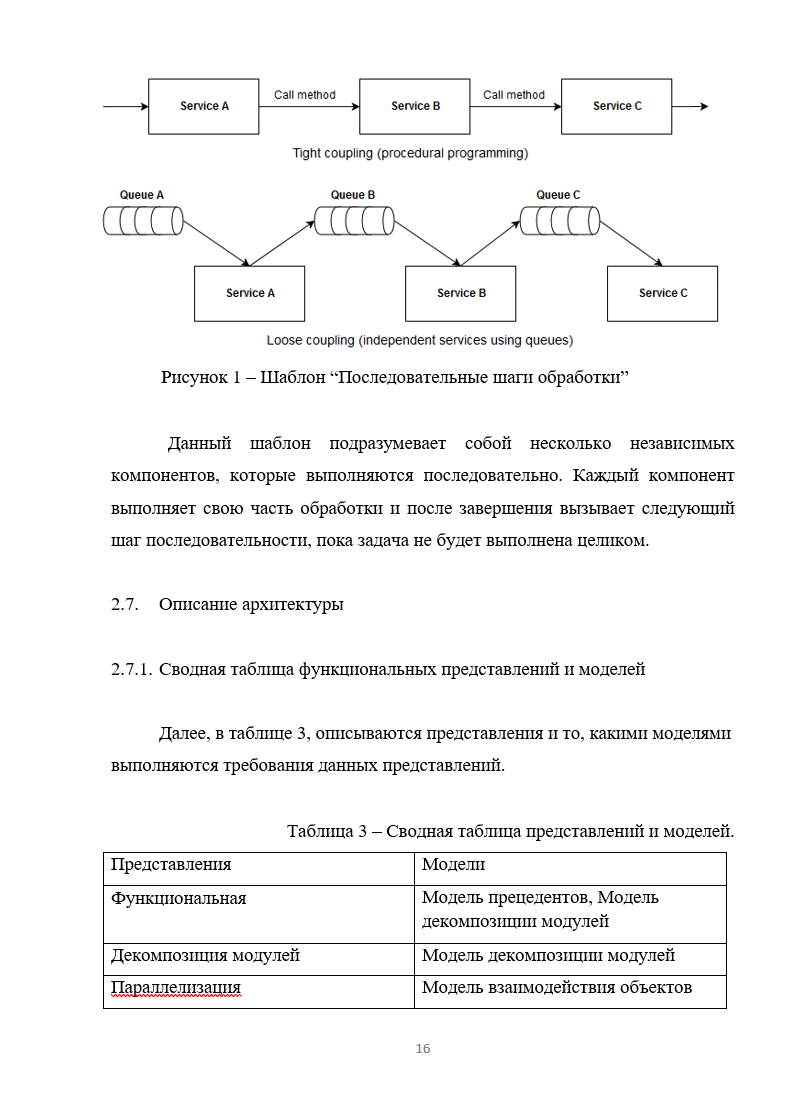 Call method
Call method
Service A
Service B
Service C
Tight coupling (procedural programming)
Queue A
Queue B
Queue C
Service A
Service B
Service C
Loose coupling (independent services using queues)
Рисунок 1 – Шаблон “Последовательные шаги обработки”
Данный шаблон подразумевает собой несколько независимых
компонентов, которые выполняются последовательно. Каждый компонент
выполняет свою часть обработки и после завершения вызывает следующий
шаг последовательности, пока задача не будет выполнена целиком.
2.7. Описание архитектуры
2.7.1. Сводная таблица функциональных представлений и моделей
Далее, в таблице 3, описываются представления и то, какими моделями
выполняются требования данных представлений.
Таблица 3 – Сводная таблица представлений и моделей.
Представления
Модели
Функциональная
Модель прецедентов, Модель
декомпозиции модулей
Декомпозиция модулей
Модель декомпозиции модулей
Параллелизация
Модель взаимодействия объектов
16